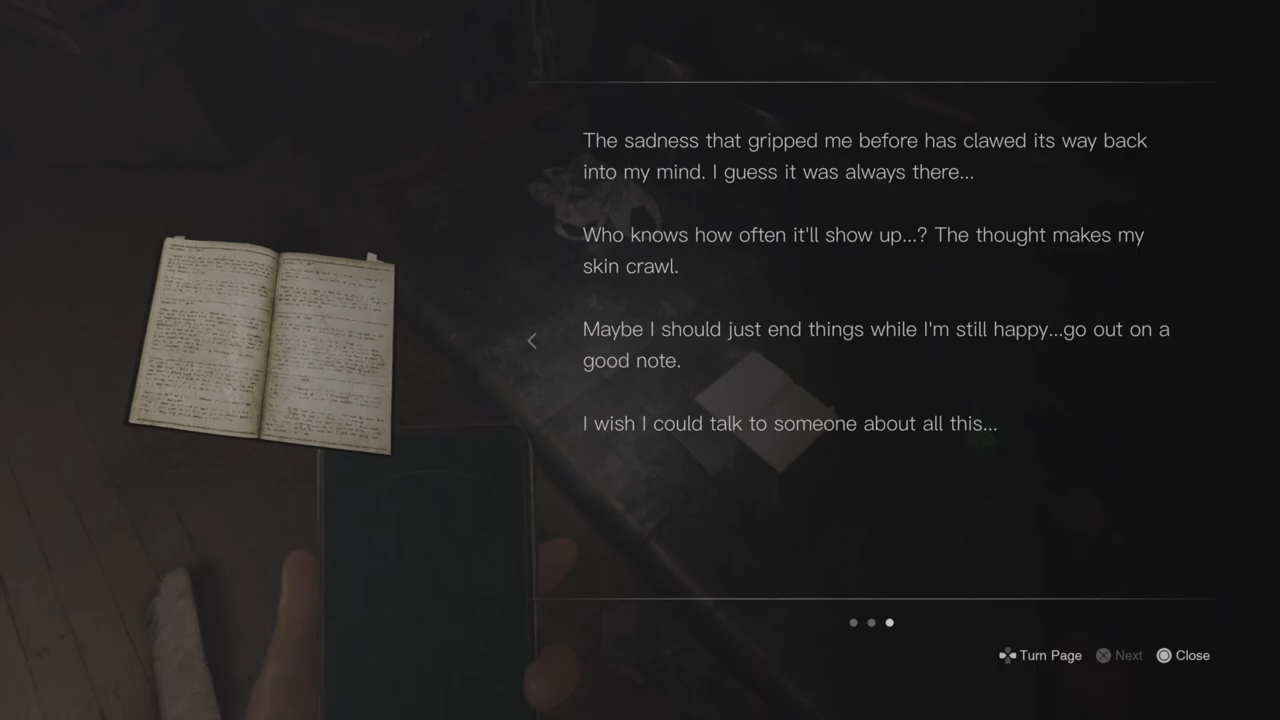 The sadness that gripped me before has clawed its way back
into my mind. I guess it was always there...
Who knows how often it'll show up...? The thought makes my
skin crawl.
Maybe I should just end things while I'm still happy...go out on a
good note.
I wish I could talk to someone about all this...
Turn Page Next Close